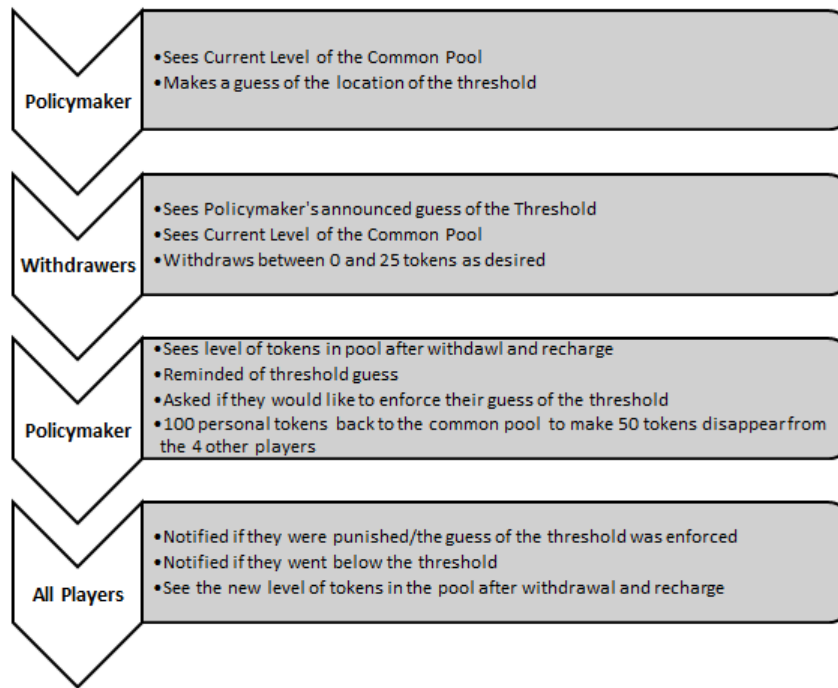 Policymaker
•Sees Current Level of the Common Pool
•Makes a guess of the location of the threshold
Withdrawers
•Sees Policymaker's announced guess of the Threshold
•Sees Current Level of the Common Pool
•Withdraws between 0 and 25 tokens as desired
Policymaker
•Sees level of tokens in pool after withdawl and recharge
•Reminded of threshold guess
•Asked if they would like to enforce their guess of the threshold
•100 personal tokens back to the common pool to make 50 tokens disappear from
the 4 other players
All Players
•Notified if they were punished/the guess of the threshold was enforced
•Notified if they went below the threshold
•See the new level of tokens in the pool after withdrawal and recharge